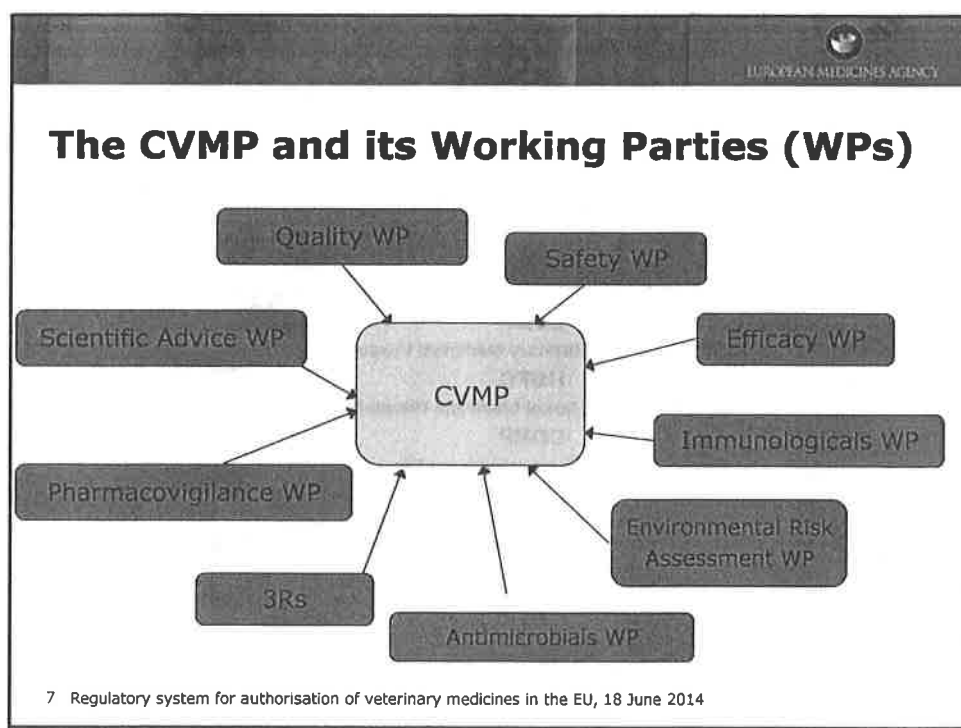 EUROPEAN MEDICINES AGENCY
The CVMP and its Working Parties (WPs)
Quality WP
Safety WP
Scientific Advice WP
Efficacy WP
CVMP
Immunologicals WP
Pharmacovigilance WP
Environmental Risk
Assessment WP
3Rs
Antimicrobials WP
7 Regulatory system for authorisation of veterinary medicines in the EU, 18 June 2014